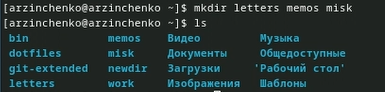 [arzinchenko@arzinchenko ~]$ mkdir letters memos misk
[arzinchenko@arzinchenko ~]$ ls
bin memos Видео Музыка
dotfiles misk Документы Общедоступные
git-extended newdir Загрузки 'Рабочий стол'
letters work Изображения Шаблоны